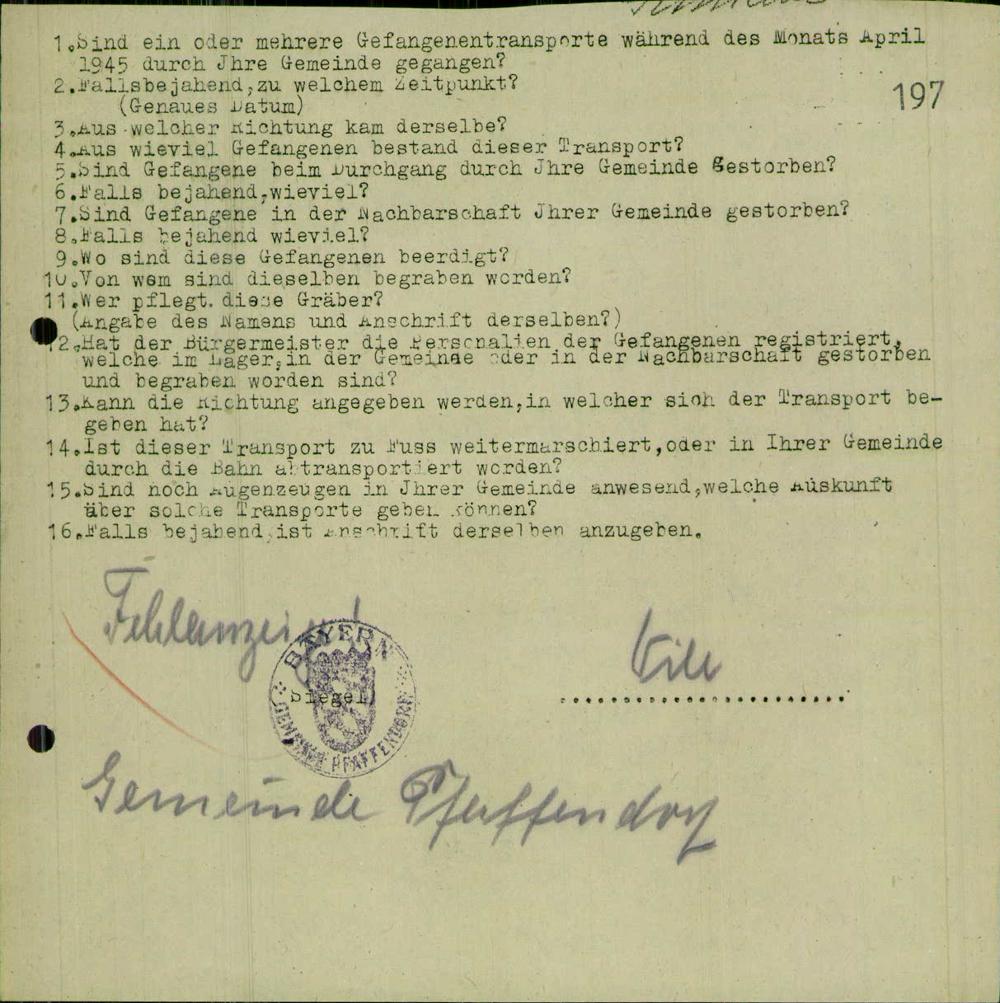 1.Sind ein oder mehrere Gefangenentransporte während des Monats April
1945 durch Jhre Gemeinde gegangen?
2.Fallsbejahend,zu welchem Zeitpunkt?
(Genaues Datum)
197
3.Aus welcher Richtung kam derselbe?
4.Aus wieviel Gefangenen bestand dieser Transport?
5.Sind Gefangene beim Durchgang durch Jhre Gemeinde gestorben?
6.Falls bejahend,wieviel?
7.Sind Gefangene in der Nachbarschaft Jhrer Gemeinde gestorben?
8.Falls bejahend wieviel?
9.Wo sind diese Gefangenen beerdigt?
10.Von wem sind dieselben begraben worden?
11.Wer pflegt diese Gräber?
(Angabe des Namens und Anschrift derselben?)
12.Hat der Bürgermeister die Personalien der Gefangenen registriert,
welche im Lager,in der Gemeinde oder in der Nachbarschaft gestorben
und begraben worden sind?
13.Kann die Richtung angegeben werden,in welcher sich der Transport be-
geben hat?
14.Ist dieser Transport zu Fuss weitermarschiert,oder in Ihrer Gemeinde
durch die Bahn abtransportiert worden?
15.Sind noch Augenzeugen in Jhrer Gemeinde anwesend,welche Auskunft
über solche Transporte geben können?
16.Falls bejahend,ist Anschrift derselben anzugeben.
Fehlanzeige!
BAYERN
Siegel
GEMEINDE PFAFFENDORF
Gemeinde Pfaffendorf